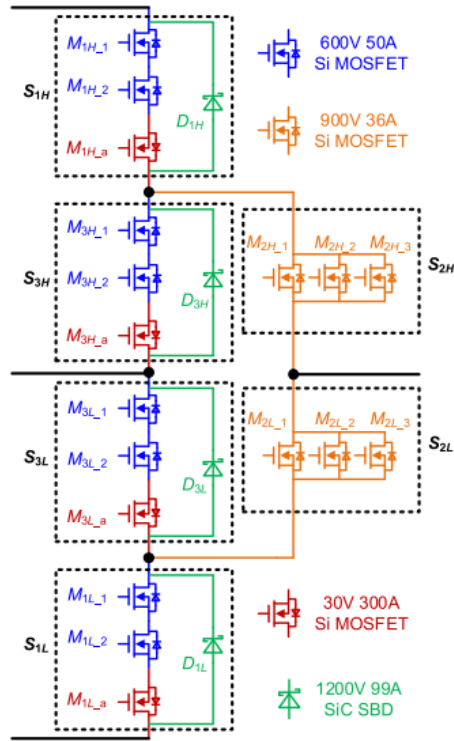 M1H_1
600V 50A
Si MOSFET
S1H
M1H_2
D1H
900V 36A
Si MOSFET
M1H_a
M3H_1
M2H_1
M2H_2
M2H_3
S3H
M3H_2
D3H
S2H
M3H_a
M3L_1
M2L_1
M2L_2
M2L_3
S3L
M3L_2
D3L
S2L
M3L_a
M1L_1
30V 300A
Si MOSFET
S1L
M1L_2
D1L
M1L_a
1200V 99A
SiC SBD